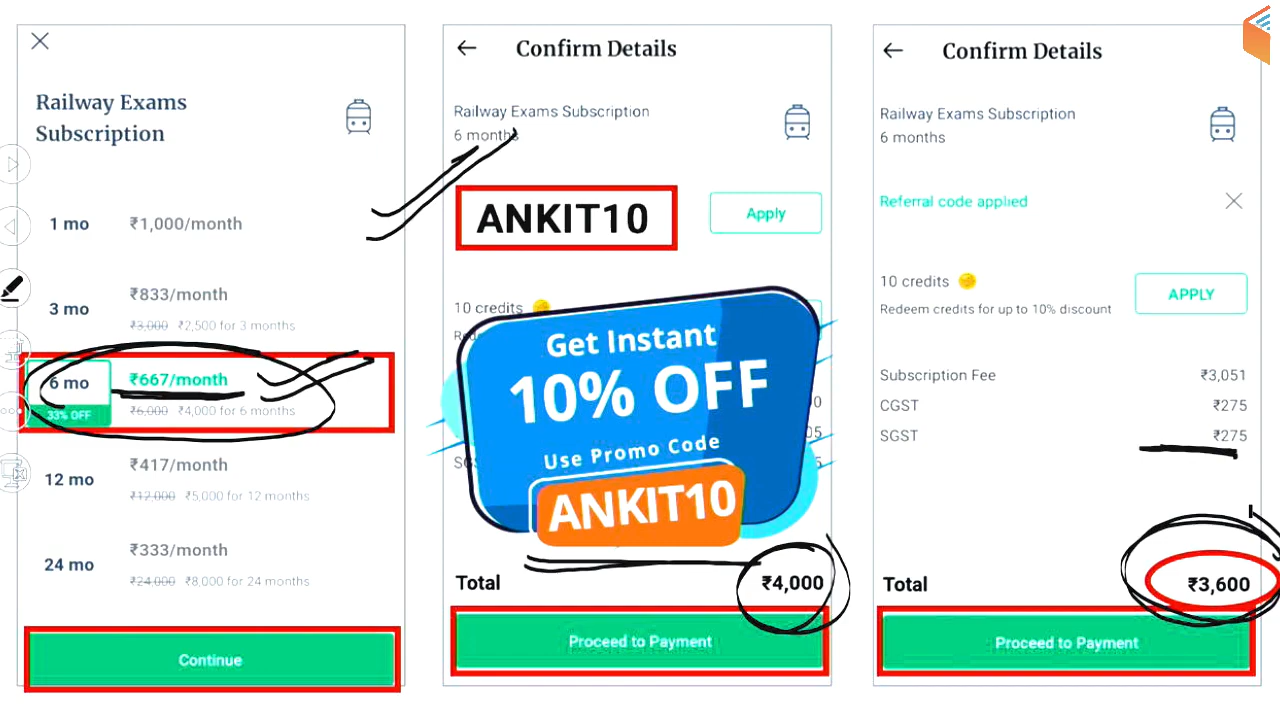 Railway Exams
Subscription
1 mo
₹1,000/month
3 mo
₹833/month
₹3,000 ₹2,500 for 3 months
6 mo
₹667/month
33% OFF
₹6,000 ₹4,000 for 6 months
12 mo
₹417/month
₹12,000 ₹5,000 for 12 months
24 mo
₹333/month
₹24,000 ₹8,000 for 24 months
Continue
Confirm Details
Railway Exams Subscription
6 months
ANKIT10
Apply
10 credits
Get Instant
10% OFF
Use Promo Code
ANKIT10
Total
₹4,000
Proceed to Payment
Confirm Details
Railway Exams Subscription
6 months
Referral code applied
10 credits
APPLY
Redeem credits for up to 10% discount
Subscription Fee
₹3,051
CGST
₹275
SGST
₹275
Total
₹3,600
Proceed to Payment